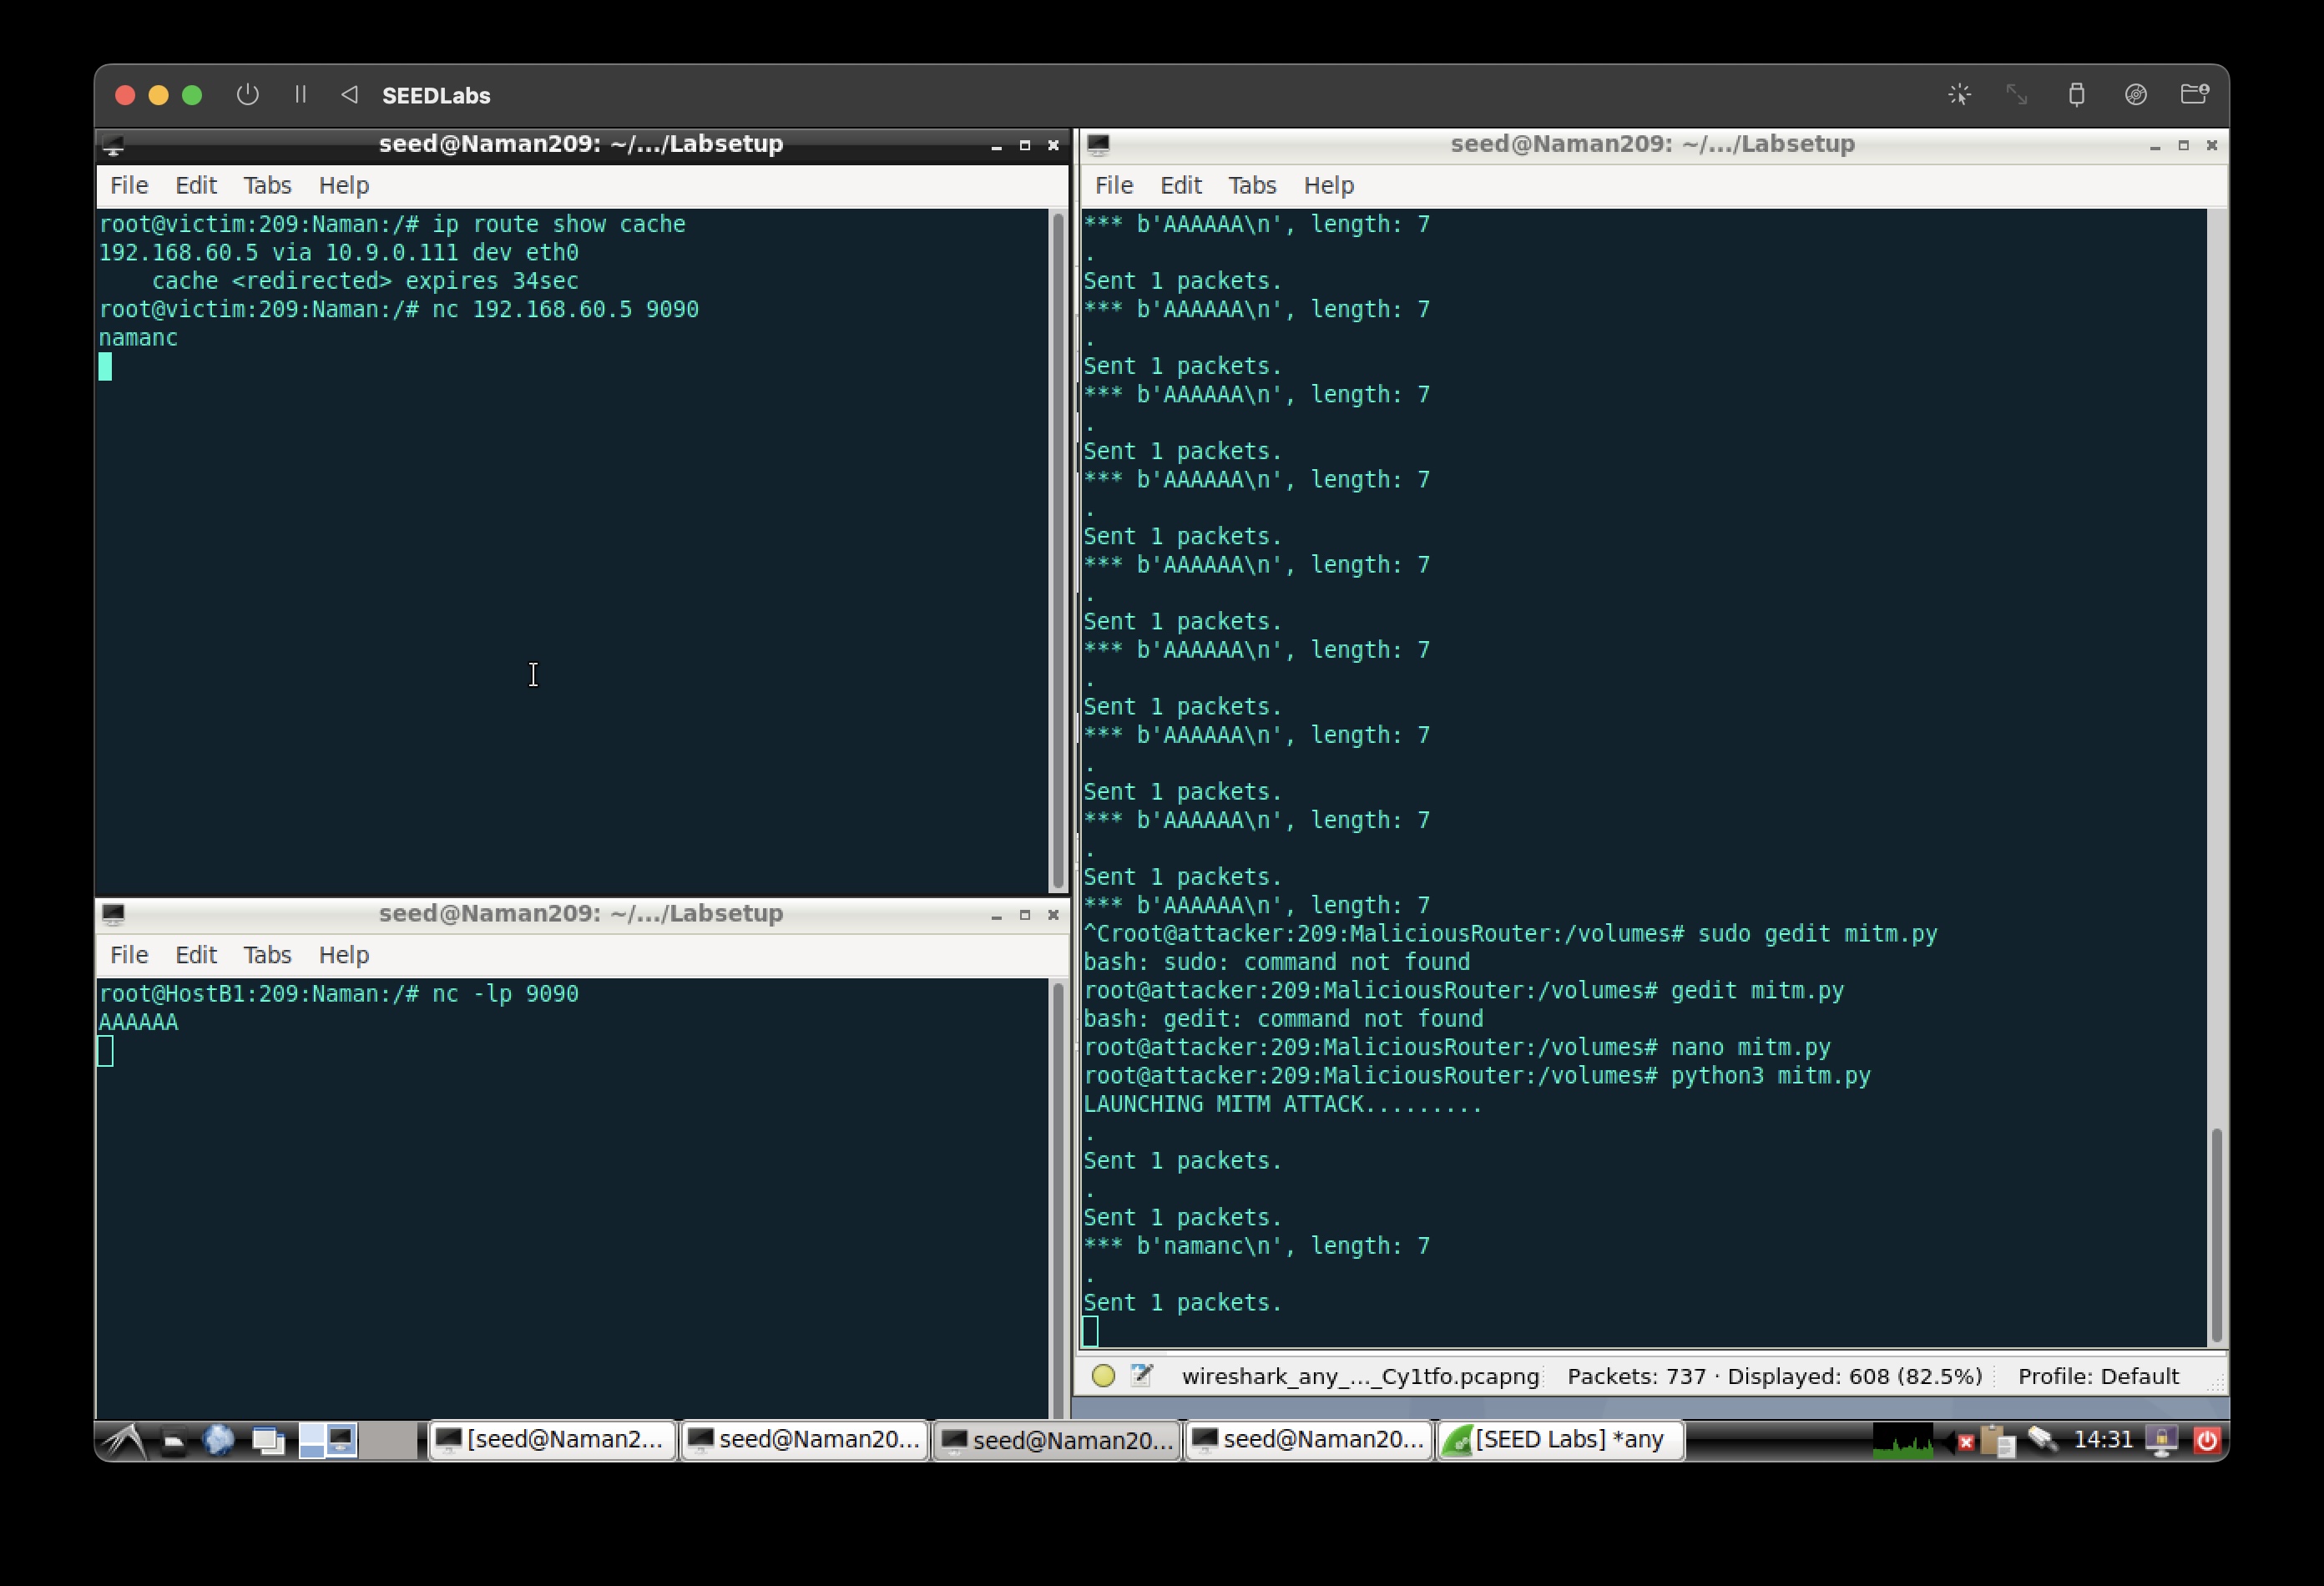 SEEDLabs
seed@Naman209: ~/.../Labsetup
File Edit Tabs Help
root@victim:209:Naman:/# ip route show cache
192.168.60.5 via 10.9.0.111 dev eth0
    cache <redirected> expires 34sec
root@victim:209:Naman:/# nc 192.168.60.5 9090
namanc
seed@Naman209: ~/.../Labsetup
File Edit Tabs Help
root@HostB1:209:Naman:/# nc -lp 9090
AAAAAA
seed@Naman209: ~/.../Labsetup
File Edit Tabs Help
*** b'AAAAAA\n', length: 7
.
Sent 1 packets.
*** b'AAAAAA\n', length: 7
.
Sent 1 packets.
*** b'AAAAAA\n', length: 7
.
Sent 1 packets.
*** b'AAAAAA\n', length: 7
.
Sent 1 packets.
*** b'AAAAAA\n', length: 7
.
Sent 1 packets.
*** b'AAAAAA\n', length: 7
.
Sent 1 packets.
*** b'AAAAAA\n', length: 7
.
Sent 1 packets.
*** b'AAAAAA\n', length: 7
.
Sent 1 packets.
*** b'AAAAAA\n', length: 7
^Croot@attacker:209:MaliciousRouter:/volumes# sudo gedit mitm.py
bash: sudo: command not found
root@attacker:209:MaliciousRouter:/volumes# gedit mitm.py
bash: gedit: command not found
root@attacker:209:MaliciousRouter:/volumes# nano mitm.py
root@attacker:209:MaliciousRouter:/volumes# python3 mitm.py
LAUNCHING MITM ATTACK.........
.
Sent 1 packets.
.
Sent 1 packets.
*** b'namanc\n', length: 7
.
Sent 1 packets.
wireshark_any_..._Cy1tfo.pcapng Packets: 737 · Displayed: 608 (82.5%) Profile: Default
[seed@Naman2... seed@Naman20... seed@Naman20... seed@Naman20... [SEED Labs] *any 14:31